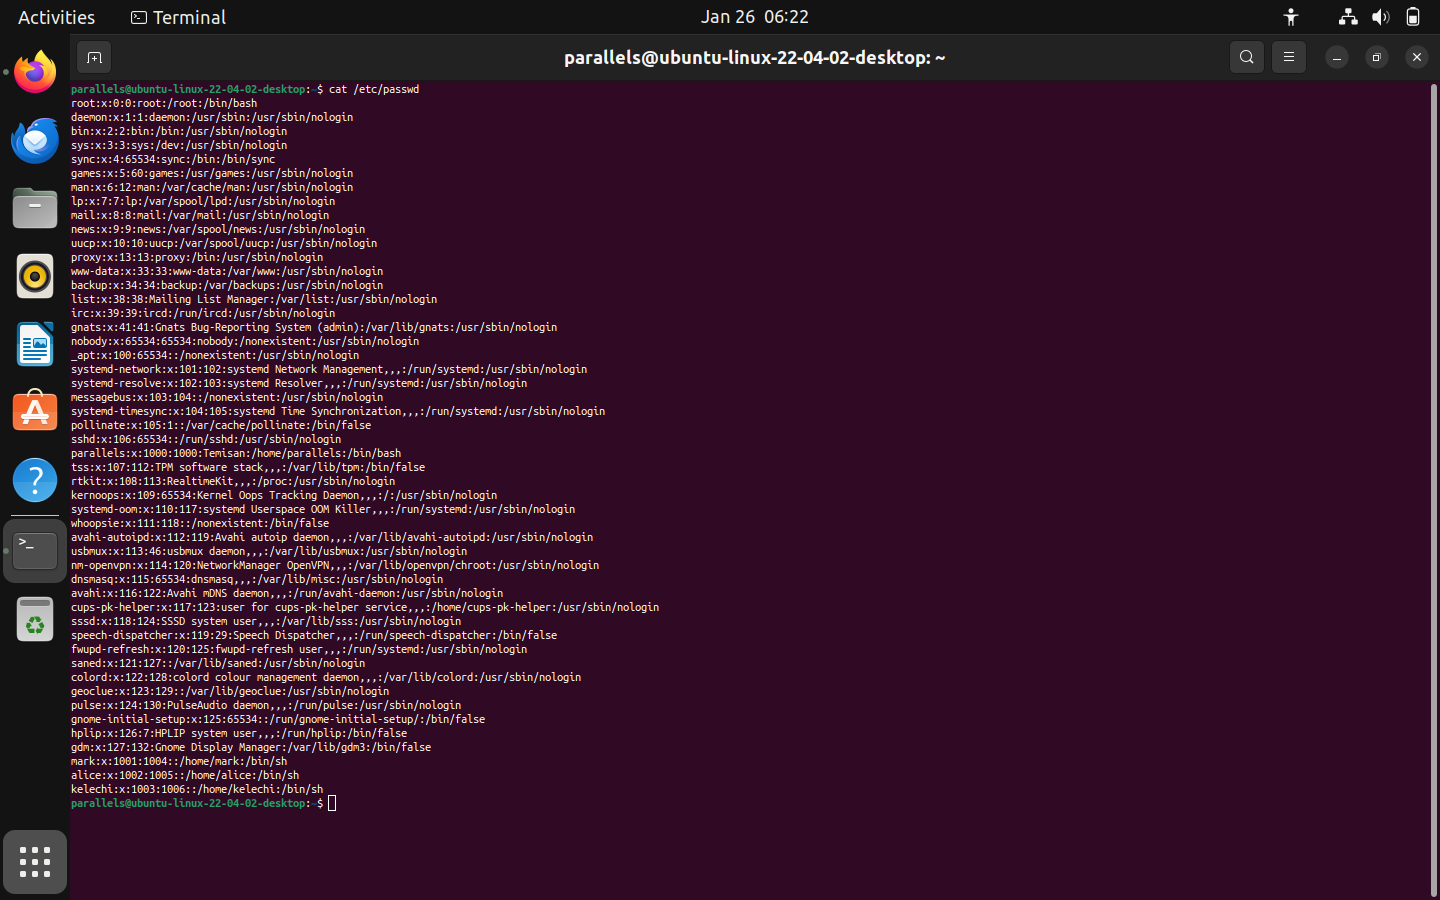 Activities
Terminal
Jan 26 06:22
parallels@ubuntu-linux-22-04-02-desktop: ~
parallels@ubuntu-linux-22-04-02-desktop:~$ cat /etc/passwd
root:x:0:0:root:/root:/bin/bash
daemon:x:1:1:daemon:/usr/sbin:/usr/sbin/nologin
bin:x:2:2:bin:/bin:/usr/sbin/nologin
sys:x:3:3:sys:/dev:/usr/sbin/nologin
sync:x:4:65534:sync:/bin:/bin/sync
games:x:5:60:games:/usr/games:/usr/sbin/nologin
man:x:6:12:man:/var/cache/man:/usr/sbin/nologin
lp:x:7:7:lp:/var/spool/lpd:/usr/sbin/nologin
mail:x:8:8:mail:/var/mail:/usr/sbin/nologin
news:x:9:9:news:/var/spool/news:/usr/sbin/nologin
uucp:x:10:10:uucp:/var/spool/uucp:/usr/sbin/nologin
proxy:x:13:13:proxy:/bin:/usr/sbin/nologin
www-data:x:33:33:www-data:/var/www:/usr/sbin/nologin
backup:x:34:34:backup:/var/backups:/usr/sbin/nologin
list:x:38:38:Mailing List Manager:/var/list:/usr/sbin/nologin
irc:x:39:39:ircd:/run/ircd:/usr/sbin/nologin
gnats:x:41:41:Gnats Bug-Reporting System (admin):/var/lib/gnats:/usr/sbin/nologin
nobody:x:65534:65534:nobody:/nonexistent:/usr/sbin/nologin
_apt:x:100:65534::/nonexistent:/usr/sbin/nologin
systemd-network:x:101:102:systemd Network Management,,,:/run/systemd:/usr/sbin/nologin
systemd-resolve:x:102:103:systemd Resolver,,,:/run/systemd:/usr/sbin/nologin
messagebus:x:103:104::/nonexistent:/usr/sbin/nologin
systemd-timesync:x:104:105:systemd Time Synchronization,,,:/run/systemd:/usr/sbin/nologin
pollinate:x:105:1::/var/cache/pollinate:/bin/false
sshd:x:106:65534::/run/sshd:/usr/sbin/nologin
parallels:x:1000:1000:Temisan:/home/parallels:/bin/bash
tss:x:107:112:TPM software stack,,,:/var/lib/tpm:/bin/false
rtkit:x:108:113:RealtimeKit,,,:/proc:/usr/sbin/nologin
kernoops:x:109:65534:Kernel Oops Tracking Daemon,,,:/:/usr/sbin/nologin
systemd-oom:x:110:117:systemd Userspace OOM Killer,,,:/run/systemd:/usr/sbin/nologin
whoopsie:x:111:118::/nonexistent:/bin/false
avahi-autoipd:x:112:119:Avahi autoip daemon,,,:/var/lib/avahi-autoipd:/usr/sbin/nologin
usbmux:x:113:46:usbmux daemon,,,:/var/lib/usbmux:/usr/sbin/nologin
nm-openvpn:x:114:120:NetworkManager OpenVPN,,,:/var/lib/openvpn/chroot:/usr/sbin/nologin
dnsmasq:x:115:65534:dnsmasq,,,:/var/lib/misc:/usr/sbin/nologin
avahi:x:116:122:Avahi mDNS daemon,,,:/run/avahi-daemon:/usr/sbin/nologin
cups-pk-helper:x:117:123:user for cups-pk-helper service,,,:/home/cups-pk-helper:/usr/sbin/nologin
sssd:x:118:124:SSSD system user,,,:/var/lib/sss:/usr/sbin/nologin
speech-dispatcher:x:119:29:Speech Dispatcher,,,:/run/speech-dispatcher:/bin/false
fwupd-refresh:x:120:125:fwupd-refresh user,,,:/run/systemd:/usr/sbin/nologin
saned:x:121:127::/var/lib/saned:/usr/sbin/nologin
colord:x:122:128:colord colour management daemon,,,:/var/lib/colord:/usr/sbin/nologin
geoclue:x:123:129::/var/lib/geoclue:/usr/sbin/nologin
pulse:x:124:130:PulseAudio daemon,,,:/run/pulse:/usr/sbin/nologin
gnome-initial-setup:x:125:65534::/run/gnome-initial-setup/:/bin/false
hplip:x:126:7:HPLIP system user,,,:/run/hplip:/bin/false
gdm:x:127:132:Gnome Display Manager:/var/lib/gdm3:/bin/false
mark:x:1001:1004::/home/mark:/bin/sh
alice:x:1002:1005::/home/alice:/bin/sh
kelechi:x:1003:1006::/home/kelechi:/bin/sh
parallels@ubuntu-linux-22-04-02-desktop:~$